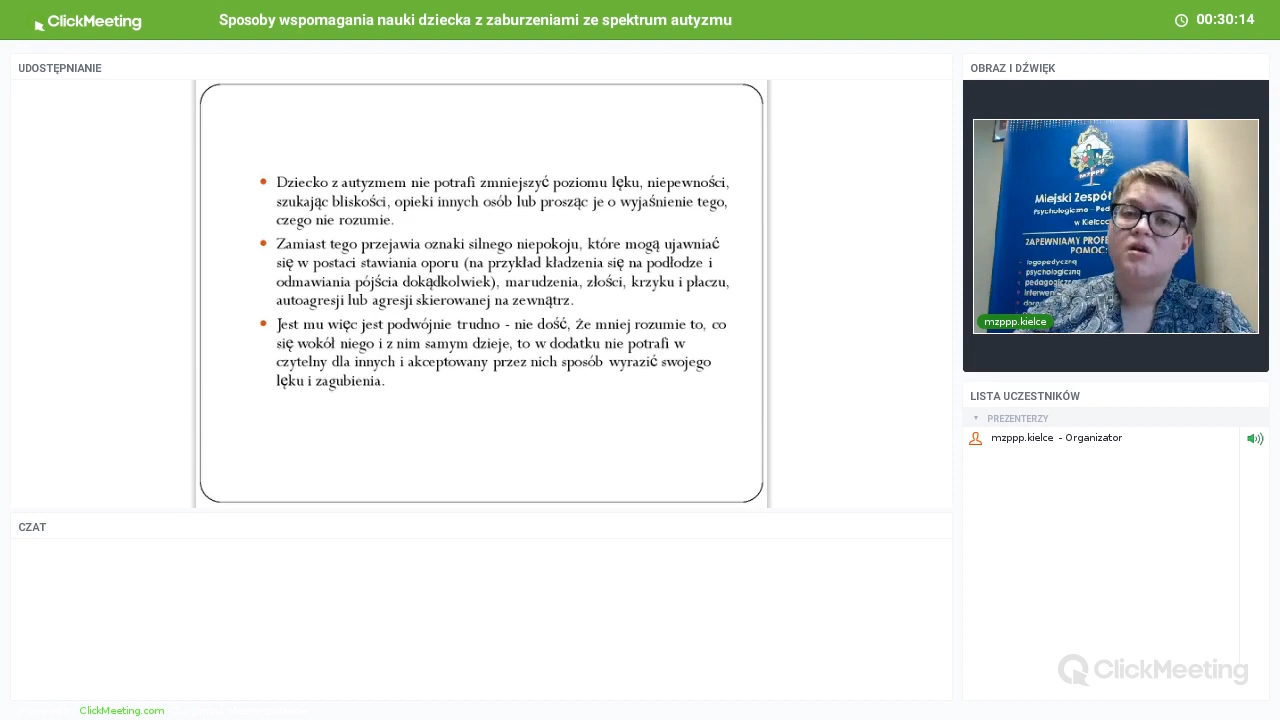 ClickMeeting
Sposoby wspomagania nauki dziecka z zaburzeniami ze spektrum autyzmu
00:30:14
UDOSTĘPNIANIE
• Dziecko z autyzmem nie potrafi zmniejszyć poziomu lęku, niepewności,
szukając bliskości, opieki innych osób lub prosząc je o wyjaśnienie tego,
czego nie rozumie.
• Zamiast tego przejawia oznaki silnego niepokoju, które mogą ujawniać
się w postaci stawiania oporu (na przykład kładzenia się na podłodze i
odmawiania pójścia dokądkolwiek), marudzenia, złości, krzyku i płaczu,
autoagresji lub agresji skierowanej na zewnątrz.
• Jest mu więc jest podwójnie trudno - nie dość, że mniej rozumie to, co
się wokół niego i z nim samym dzieje, to w dodatku nie potrafi w
czytelny dla innych i akceptowany przez nich sposób wyrazić swojego
lęku i zagubienia.
CZAT
OBRAZ I DŹWIĘK
mzppp
Miejski Zespó
Psychologiczno - Ped
w Kielcac
ZAPEWNIAMY PROFE
POMOC:
• logopedyczną
• psychologiczną
• pedagogiczn
• interwen
mzppp.kielce
LISTA UCZESTNIKÓW
PREZENTERZY
mzppp.kielce - Organizator
ClickMeeting
ClickMeeting.com